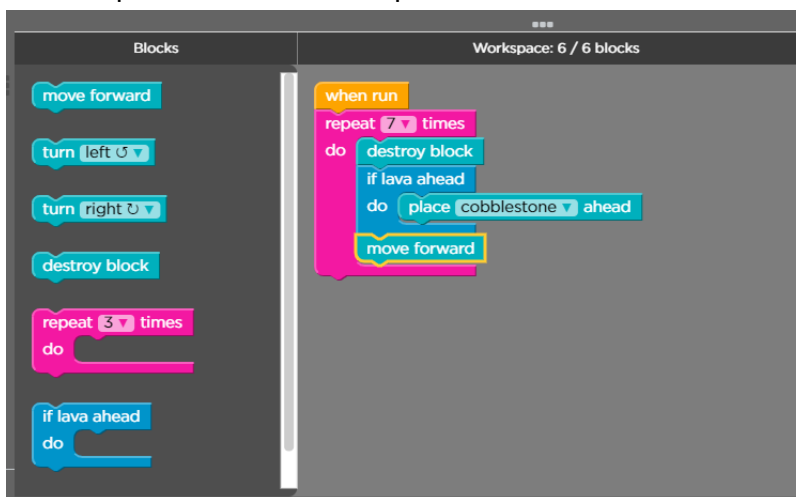 Blocks
Workspace: 6 / 6 blocks
move forward
turn left ↺ ▼
turn right ↻ ▼
destroy block
repeat 3 ▼ times
do
if lava ahead
do
when run
repeat 7 ▼ times
do destroy block
if lava ahead
do place cobblestone ▼ ahead
move forward